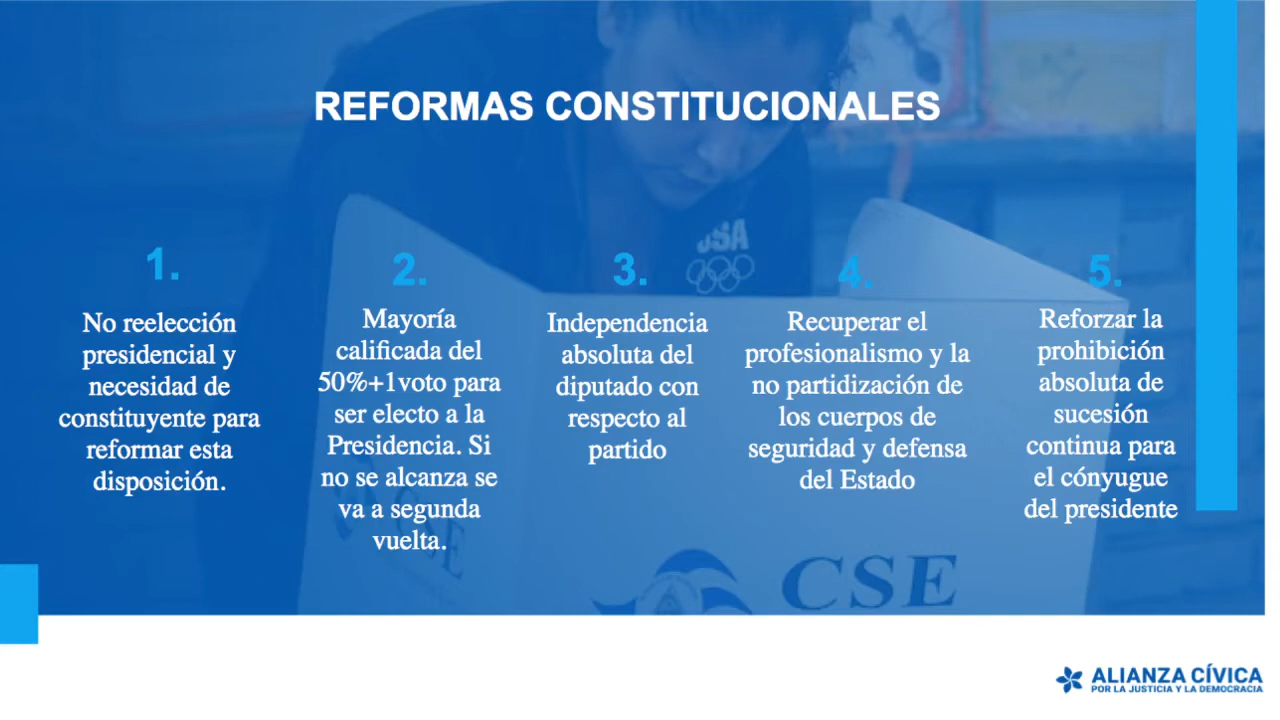 REFORMAS CONSTITUCIONALES
1.
No reelección
presidencial y
necesidad de
constituyente para
reformar esta
disposición.
2.
Mayoría
calificada del
50%+1voto para
ser electo a la
Presidencia. Si
no se alcanza se
va a segunda
vuelta.
3.
Independencia
absoluta del
diputado con
respecto al
partido
4.
Recuperar el
profesionalismo y la
no partidización de
los cuerpos de
seguridad y defensa
del Estado
5.
Reforzar la
prohibición
absoluta de
sucesión
continua para
el cónyugue
del presidente
USA
CSE
CSE
ALIANZA CÍVICA
POR LA JUSTICIA Y LA DEMOCRACIA